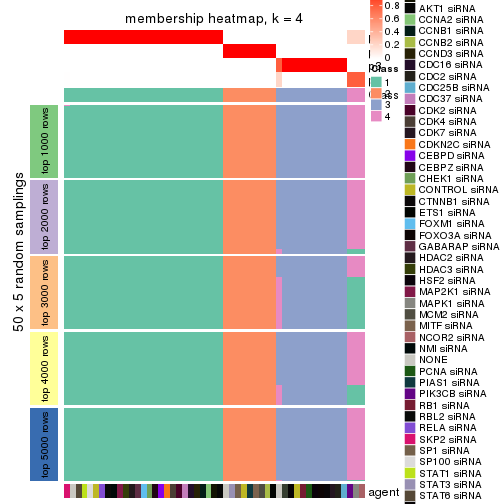 membership heatmap, k = 4
50 x 5 random samplings
top 1000 rows
top 2000 rows
top 3000 rows
top 4000 rows
top 5000 rows
0.8
0.6
0.4
0.2
0
Class
1
2
3
4
agent
AKT1 siRNA
CCNA2 siRNA
CCNB1 siRNA
CCNB2 siRNA
CCND3 siRNA
CDC16 siRNA
CDC2 siRNA
CDC25B siRNA
CDC37 siRNA
CDK2 siRNA
CDK4 siRNA
CDK7 siRNA
CDKN2C siRNA
CEBPD siRNA
CEBPZ siRNA
CHEK1 siRNA
CONTROL siRNA
CTNNB1 siRNA
ETS1 siRNA
FOXM1 siRNA
FOXO3A siRNA
GABARAP siRNA
HDAC2 siRNA
HDAC3 siRNA
HSF2 siRNA
MAP2K1 siRNA
MAPK1 siRNA
MCM2 siRNA
MITF siRNA
NCOR2 siRNA
NMI siRNA
NONE
PCNA siRNA
PIAS1 siRNA
PIK3CB siRNA
RB1 siRNA
RBL2 siRNA
RELA siRNA
SKP2 siRNA
SP1 siRNA
SP100 siRNA
STAT1 siRNA
STAT3 siRNA
STAT6 siRNA